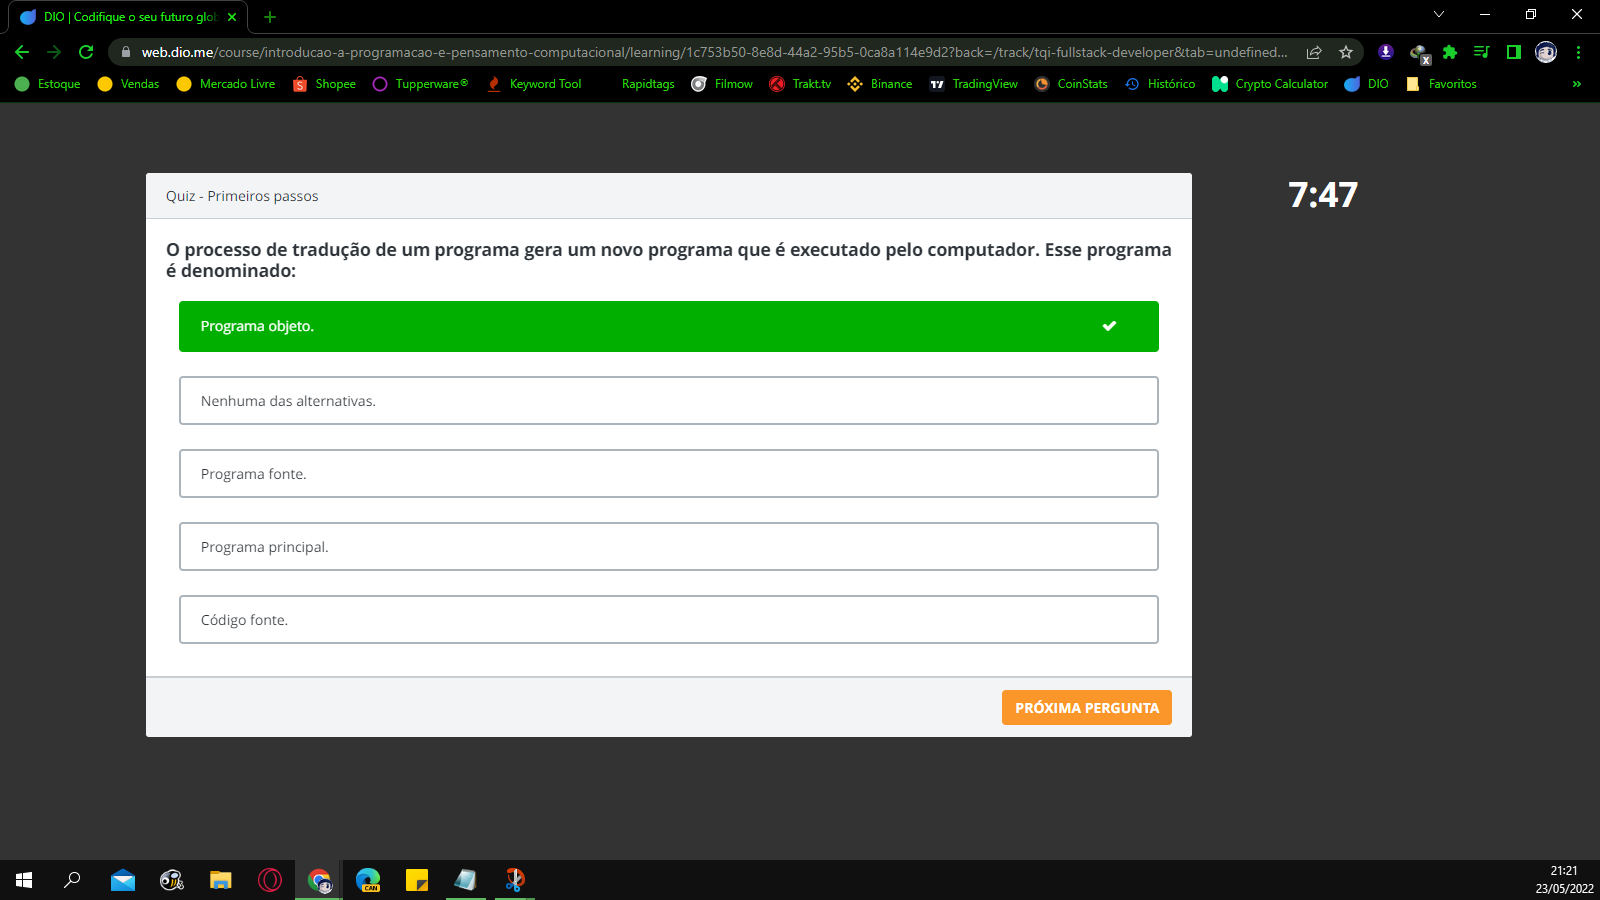 DIO | Codifique o seu futuro glob
web.dio.me/course/introducao-a-programacao-e-pensamento-computacional/learning/1c753b50-8e8d-44a2-95b5-0ca8a114e9d2?back=/track/tqi-fullstack-developer&tab=undefined...
Estoque Vendas Mercado Livre Shopee Tupperware® Keyword Tool Rapidtags Filmow Trakt.tv Binance TradingView CoinStats Histórico Crypto Calculator DIO Favoritos »
Quiz - Primeiros passos
7:47
O processo de tradução de um programa gera um novo programa que é executado pelo computador. Esse programa
é denominado:
Programa objeto.
Nenhuma das alternativas.
Programa fonte.
Programa principal.
Código fonte.
PRÓXIMA PERGUNTA
CAN
21:21
23/05/2022